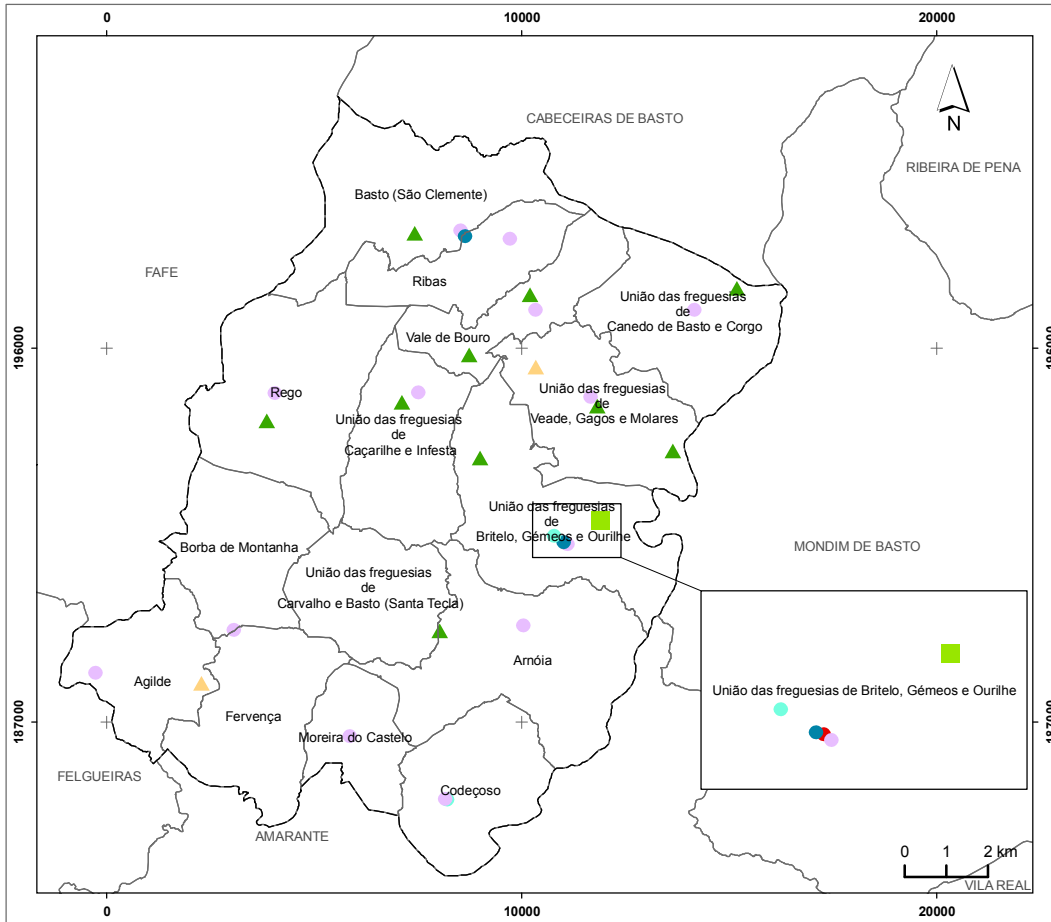 0 10000 20000
N
CABECEIRAS DE BASTO
RIBEIRA DE PENA
Basto (São Clemente)
FAFE
Ribas
União das freguesias
de
Canedo de Basto e Corgo
Vale de Bouro
196000
196000
Rego
União das freguesias
de
Veade, Gagos e Molares
União das freguesias
de
Caçarilhe e Infesta
União das freguesias
de
Britelo, Gémeos e Ourilhe
Borba de Montanha
MONDIM DE BASTO
União das freguesias
de
Carvalho e Basto (Santa Tecla)
Arnóia
Agilde
União das freguesias de Britelo, Gémeos e Ourilhe
Fervença
187000
187000
Moreira do Castelo
FELGUEIRAS
Codeçoso
AMARANTE
0 1 2 km
VILA REAL
0 10000 20000